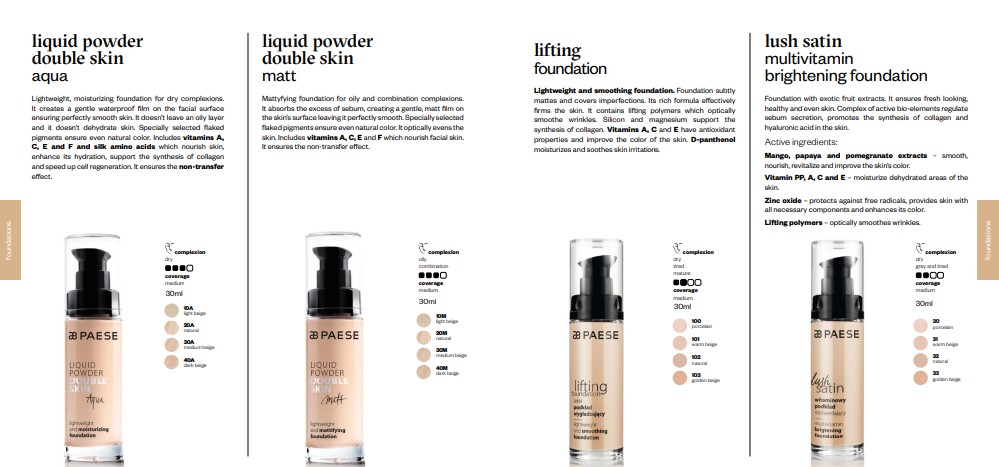 liquid powder
double skin
aqua
Lightweight, moisturizing foundation for dry complexions.
It creates a gentle waterproof film on the facial surface
ensuring perfectly smooth skin. It doesn't leave an oily layer
and it doesn't dehydrate skin. Specially selected flaked
pigments ensure even natural color. Includes vitamins A,
C, E and F and silk amino acids which nourish skin,
enhance its hydration, support the synthesis of collagen
and speed up cell regeneration. It ensures the non-transfer
effect.
foundations
complexion
dry
coverage
medium
30ml
10A
light beige
20A
natural
30A
medium beige
40A
dark beige
PAESE
LIQUID
POWDER
DOUBLE
SKIN
Aqua
lightweight
and moisturizing
foundation
liquid powder
double skin
matt
Mattyfying foundation for oily and combination complexions.
It absorbs the excess of sebum, creating a gentle, matt film on
the skin's surface leaving it perfectly smooth. Specially selected
flaked pigments ensure even natural color. It optically evens the
skin. Includes vitamins A, C, E and F which nourish facial skin.
It ensures the non-transfer effect.
complexion
oily
combination
coverage
medium
30ml
10M
light beige
20M
natural
30M
medium beige
40M
dark beige
PAESE
LIQUID
POWDER
DOUBLE
SKIN
Matt
lightweight
and mattifying
foundation
lifting
foundation
Lightweight and smoothing foundation. Foundation subtly
mattes and covers imperfections. Its rich formula effectively
firms the skin. It contains lifting polymers which optically
smoothe wrinkles. Silicon and magnesium support the
synthesis of collagen. Vitamins A, C and E have antioxidant
properties and improve the color of the skin. D-panthenol
moisturizes and soothes skin irritations.
complexion
dry
tired
mature
coverage
medium
30ml
100
porcelain
101
warm beige
102
natural
103
golden beige
PAESE
lifting
foundation
lekki
podkład
wygładzający
lightweight
and smoothing
foundation
lush satin
multivitamin
brightening foundation
Foundation with exotic fruit extracts. It ensures fresh looking,
healthy and even skin. Complex of active bio-elements regulate
sebum secretion, promotes the synthesis of collagen and
hyaluronic acid in the skin.
Active ingredients:
Mango, papaya and pomegranate extracts – smooth,
nourish, revitalize and improve the skin's color.
Vitamin PP, A, C and E – moisturize dehydrated areas of the
skin.
Zinc oxide – protects against free radicals, provides skin with
all necessary components and enhances its color.
Lifting polymers – optically smoothes wrinkles.
complexion
dry
grey and tired
coverage
medium
30ml
30
porcelain
31
warm beige
32
natural
33
golden beige
PAESE
lush
satin
witaminowy
podkład
rozświetlający
multivitamin
brightening
foundation
foundations